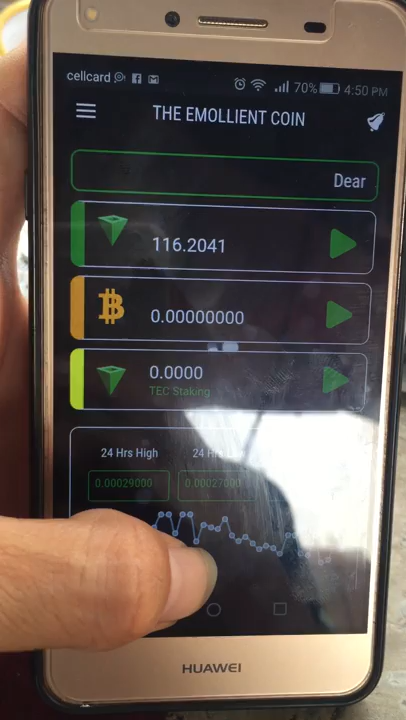 cellcard
70% 4:50 PM
THE EMOLLIENT COIN
Dear
116.2041
0.00000000
0.0000
TEC Staking
24 Hrs High
24 H
0.00029000
0.00027000
HUAWEI